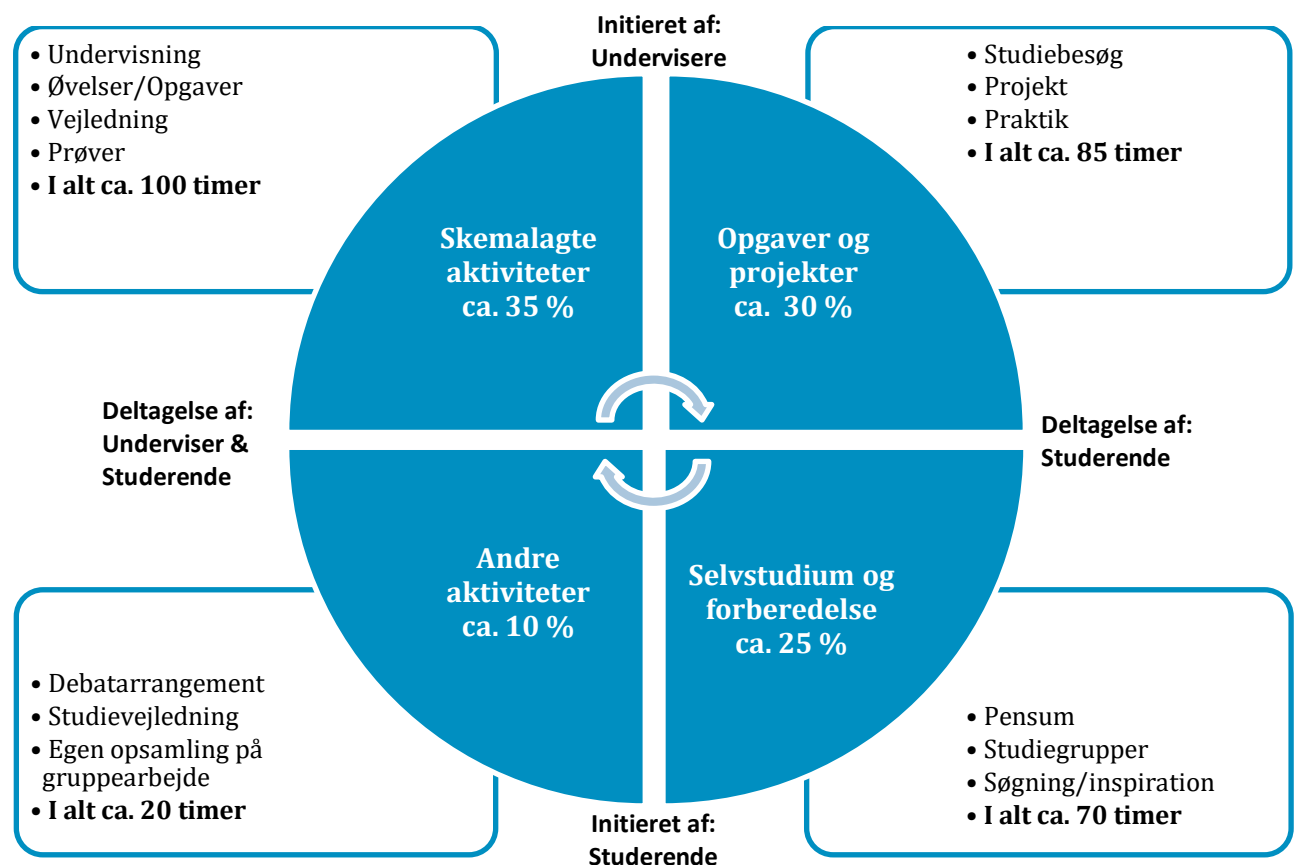 Initieret af:
Undervisere
• Undervisning
• Øvelser/Opgaver
• Vejledning
• Prøver
• I alt ca. 100 timer
• Studiebesøg
• Projekt
• Praktik
• I alt ca. 85 timer
Skemalagte
aktiviteter
ca. 35 %
Opgaver og
projekter
ca. 30 %
Deltagelse af:
Underviser &
Studerende
Deltagelse af:
Studerende
Andre
aktiviteter
ca. 10 %
Selvstudium og
forberedelse
ca. 25 %
• Debatarrangement
• Studievejledning
• Egen opsamling på
gruppearbejde
• I alt ca. 20 timer
• Pensum
• Studiegrupper
• Søgning/inspiration
• I alt ca. 70 timer
Initieret af:
Studerende